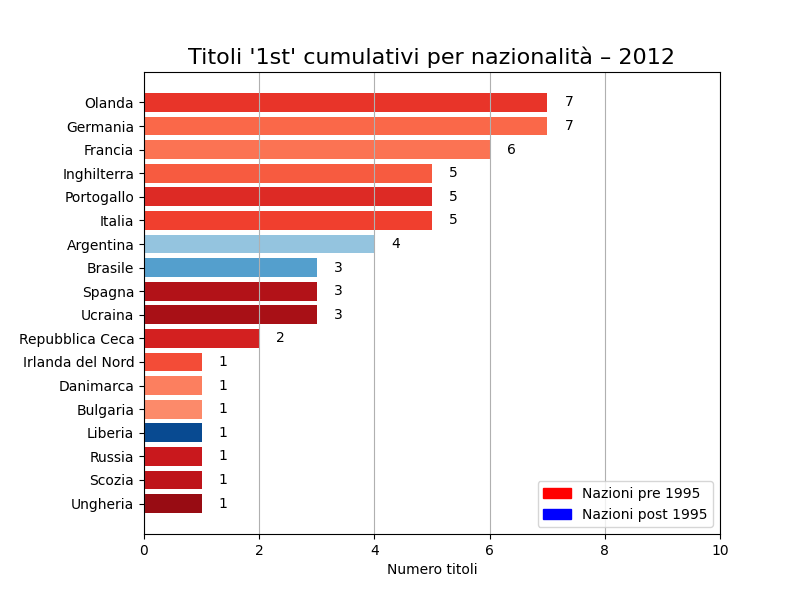 Titoli '1st' cumulativi per nazionalità – 2012
Olanda 7
Germania 7
Francia 6
Inghilterra 5
Portogallo 5
Italia 5
Argentina 4
Brasile 3
Spagna 3
Ucraina 3
Repubblica Ceca 2
Irlanda del Nord 1
Danimarca 1
Bulgaria 1
Liberia 1
Russia 1
Scozia 1
Ungheria 1
Nazioni pre 1995
Nazioni post 1995
0 2 4 6 8 10
Numero titoli